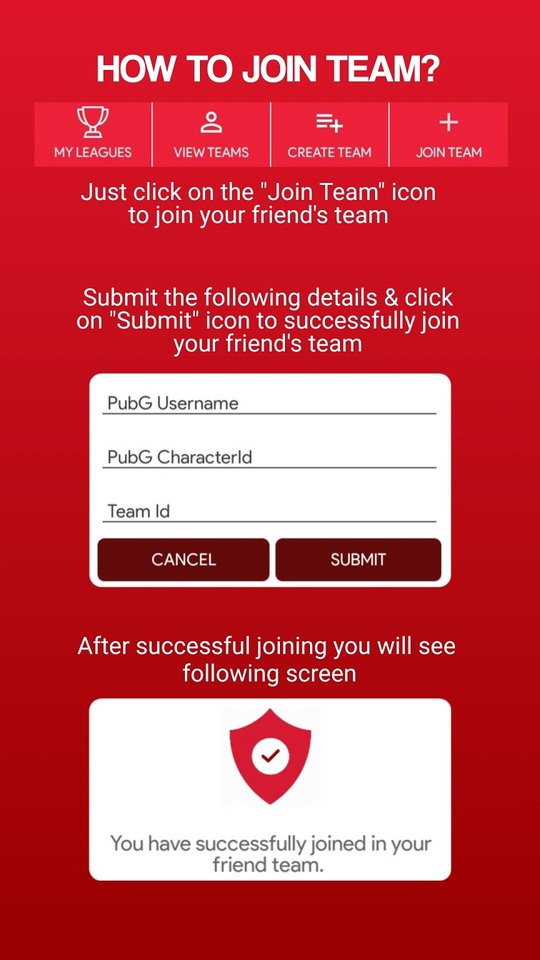 HOW TO JOIN TEAM?
MY LEAGUES
VIEW TEAMS
CREATE TEAM
JOIN TEAM
Just click on the "Join Team" icon
to join your friend's team
Submit the following details & click
on "Submit" icon to successfully join
your friend's team
PubG Username
PubG CharacterId
Team Id
CANCEL
SUBMIT
After successful joining you will see
following screen
You have successfully joined in your
friend team.